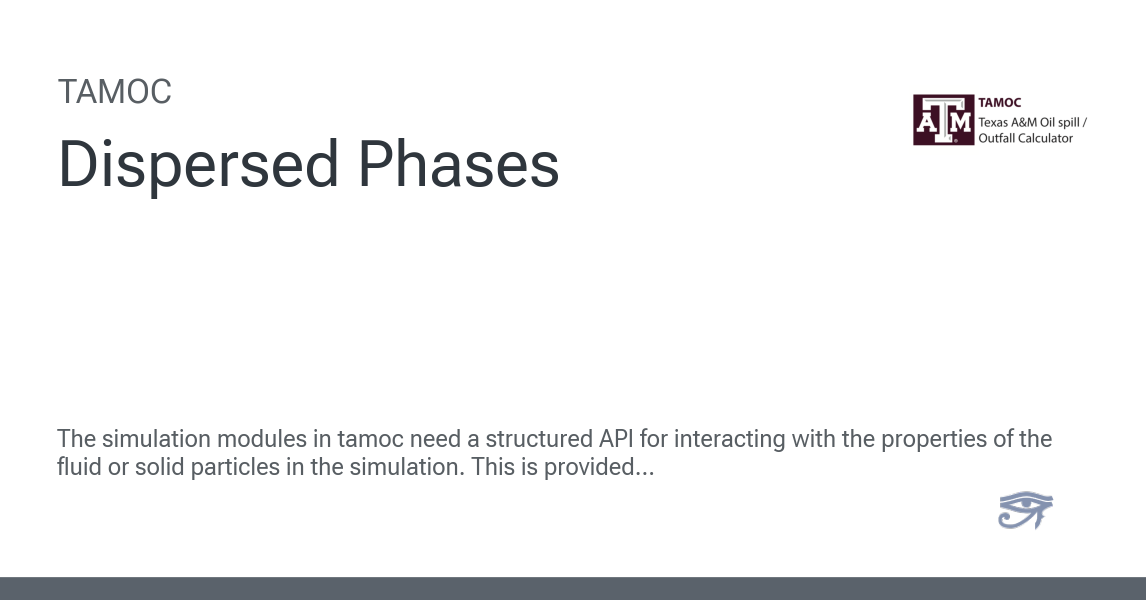 TAMOC
Dispersed Phases
ATM
TAMOC
Texas A&M Oil spill /
Outfall Calculator
The simulation modules in tamoc need a structured API for interacting with the properties of the
fluid or solid particles in the simulation. This is provided...